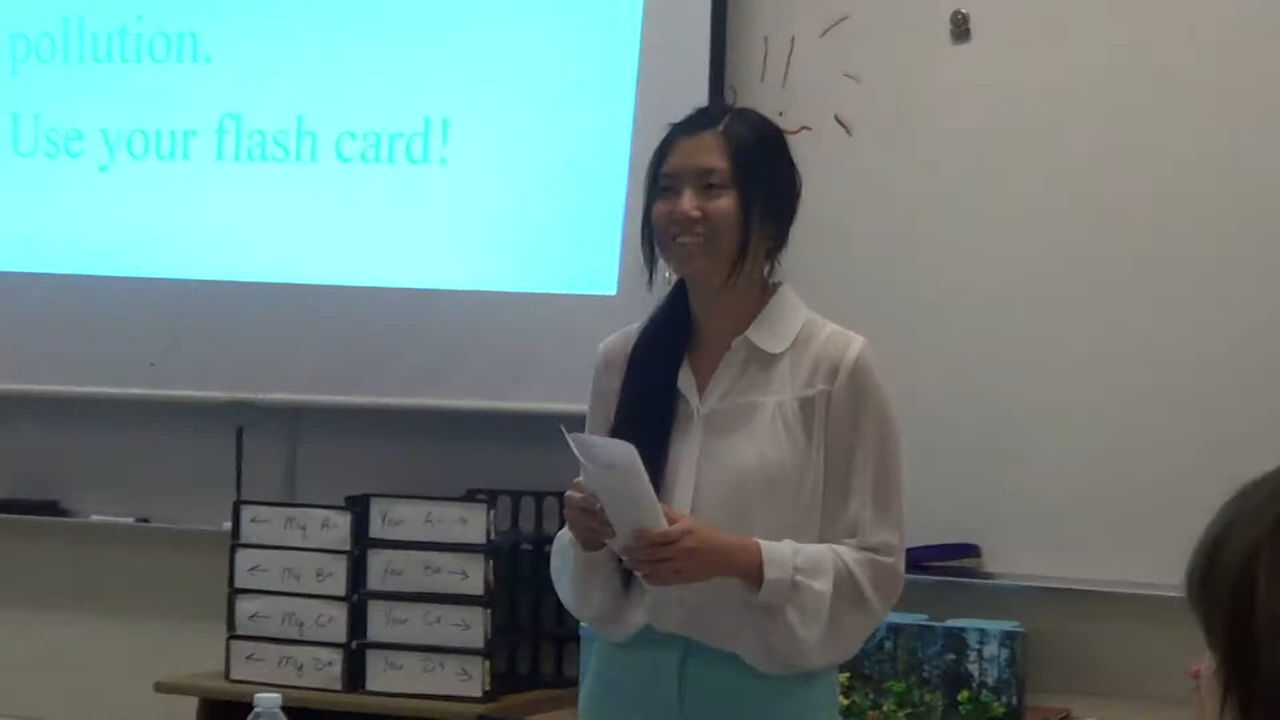 pollution.
Use your flash card!
← My A+
Your A+ →
← My B+
Your B+ →
← My C+
Your C+ →
← My D+
Your D+ →